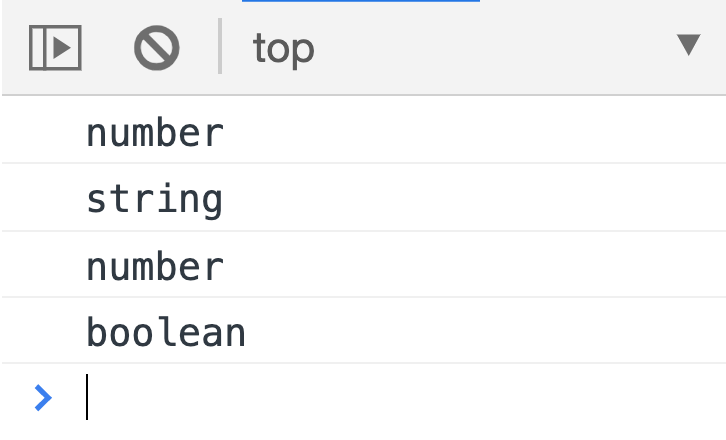 top
number
string
number
boolean